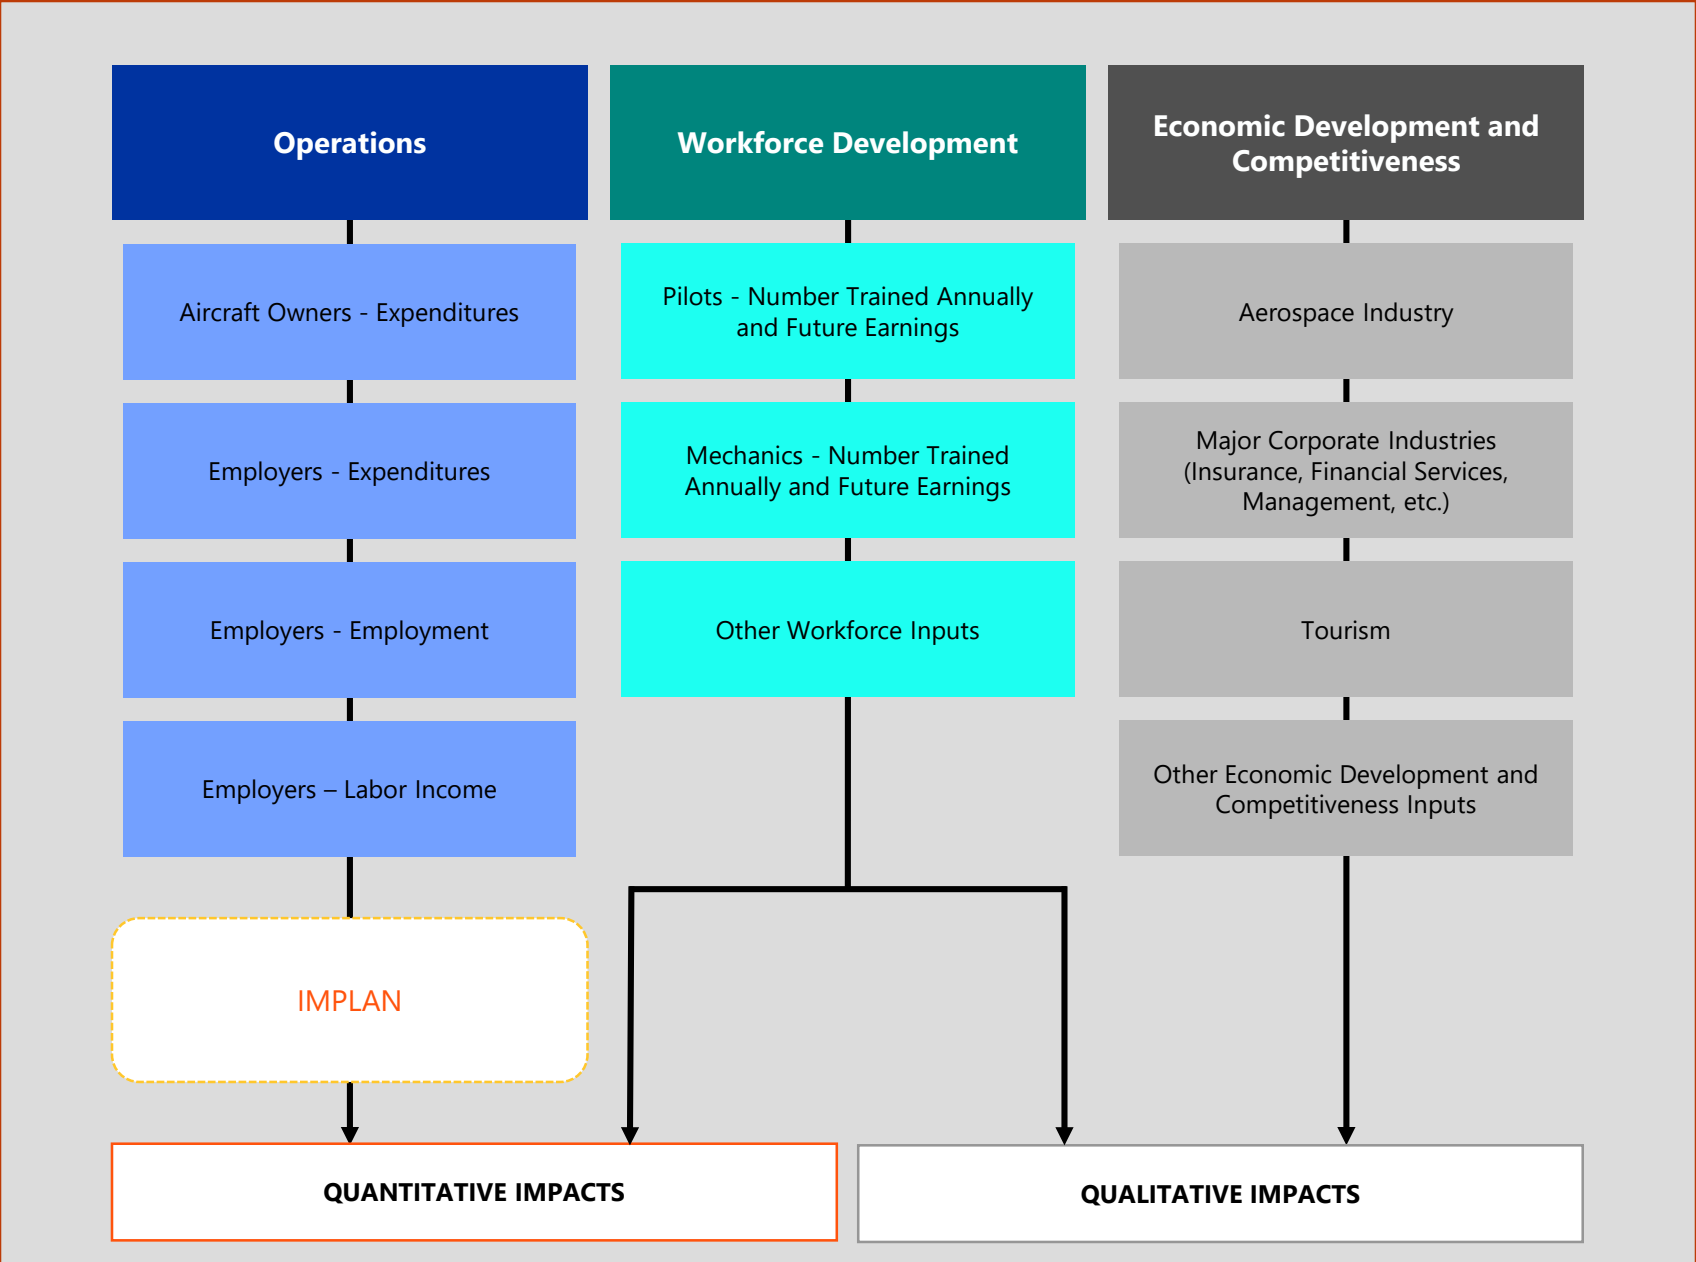 Operations
Workforce Development
Economic Development and
Competitiveness
Aircraft Owners - Expenditures
Pilots - Number Trained Annually
and Future Earnings
Aerospace Industry
Employers - Expenditures
Mechanics - Number Trained
Annually and Future Earnings
Major Corporate Industries
(Insurance, Financial Services,
Management, etc.)
Employers - Employment
Other Workforce Inputs
Tourism
Employers – Labor Income
Other Economic Development and
Competitiveness Inputs
IMPLAN
QUANTITATIVE IMPACTS
QUALITATIVE IMPACTS